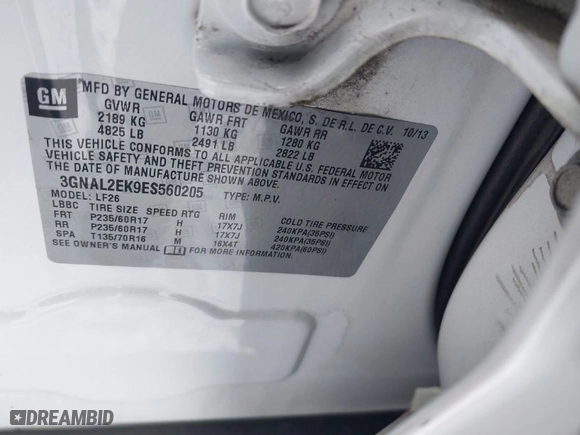 GM
MFD BY GENERAL MOTORS DE MEXICO, S. DE R.L. DE C.V. 10/13
GVWR GAWR FRT GAWR RR
2189 KG 1130 KG 1280 KG
4825 LB 2491 LB 2822 LB
THIS VEHICLE CONFORMS TO ALL APPLICABLE U.S. FEDERAL MOTOR
VEHICLE SAFETY AND THEFT PREVENTION STANDARDS IN EFFECT ON
THE DATE OF MANUFACTURE SHOWN ABOVE.
3GNAL2EK9ES560205 TYPE: M.P.V.
MODEL: LF26
LBBC TIRE SIZE SPEED RTG RIM COLD TIRE PRESSURE
FRT P235/60R17 H 17X7J 240KPA(35PSI)
RR P235/60R17 H 17X7J 240KPA(35PSI)
SPA T135/70R16 M 16X4T 420KPA(60PSI)
SEE OWNER'S MANUAL FOR ADDITIONAL INFORMATION.
DREAMBID